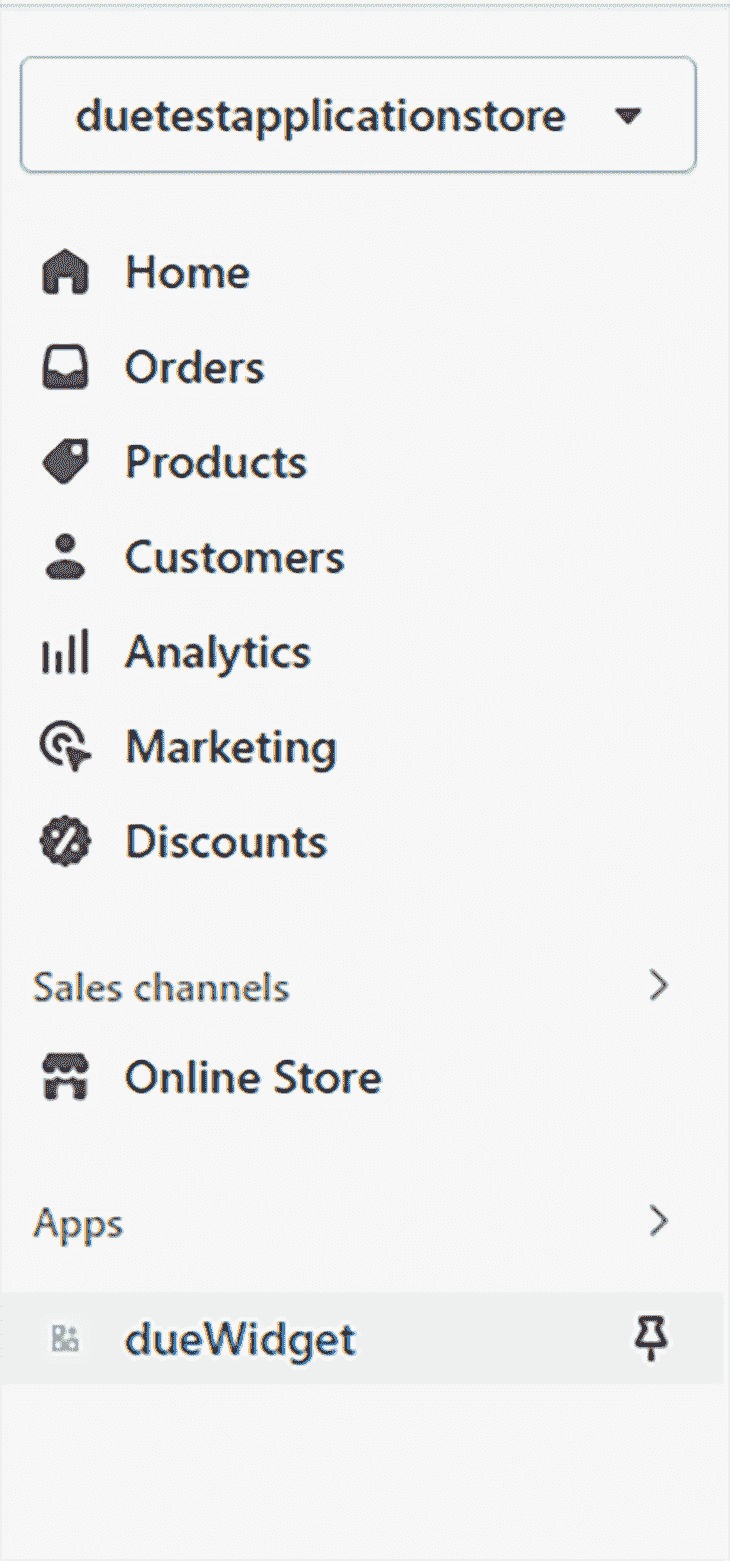 duetestapplicationstore
Home
Orders
Products
Customers
Analytics
Marketing
Discounts
Sales channels
Online Store
Apps
dueWidget